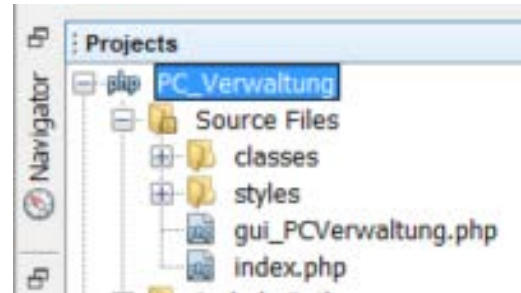 Projects
Navigator
php PC_Verwaltung
Source Files
classes
styles
gui_PCVerwaltung.php
index.php